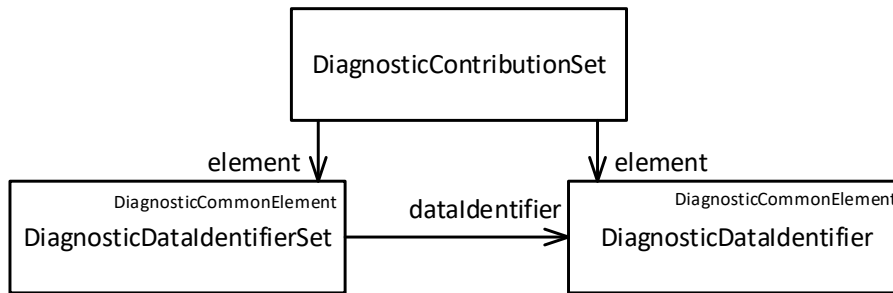 DiagnosticContributionSet
element
element
DiagnosticCommonElement
DiagnosticDataIdentifierSet
dataIdentifier
DiagnosticCommonElement
DiagnosticDataIdentifier